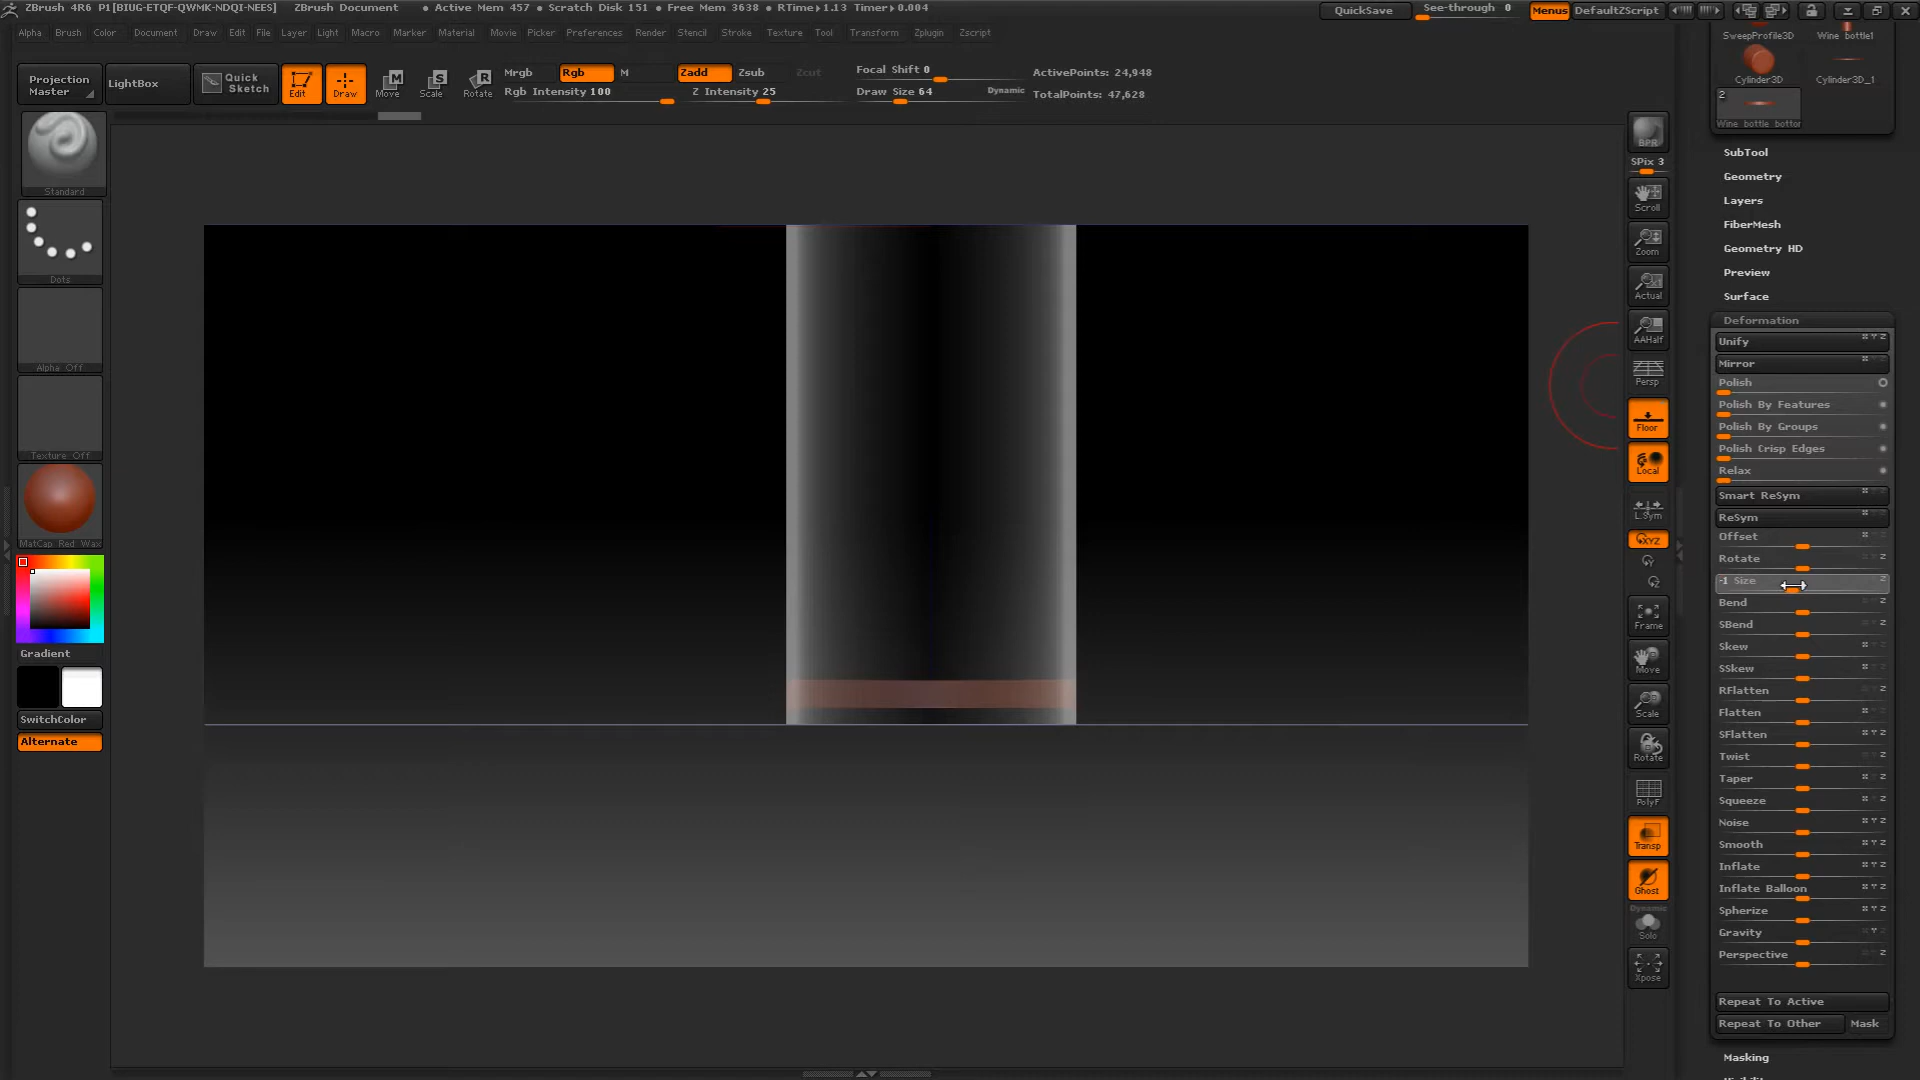 ZBrush 4R6 P1[BIUG-ETQF-QWMK-NDQI-NEES] ZBrush Document • Active Mem 457 • Scratch Disk 151 • Free Mem 3638 • RTime▸1.13 Timer▸0.004 QuickSave See-through 0 Menus DefaultZScript
Alpha Brush Color Document Draw Edit File Layer Light Macro Marker Material Movie Picker Preferences Render Stencil Stroke Texture Tool Transform Zplugin Zscript
Projection Master
LightBox
Quick Sketch
Edit
Draw
Move
Scale
Rotate
Mrgb Rgb M
Rgb Intensity 100
Zadd Zsub Zcut
Z Intensity 25
Focal Shift 0
Draw Size 64
Dynamic
ActivePoints: 24,948
TotalPoints: 47,628
Standard
Dots
Alpha Off
Texture Off
MatCap Red Wax
Gradient
SwitchColor
Alternate
BPR
SPix 3
Scroll
Zoom
Actual
AAHalf
Persp
Floor
Local
L.Sym
XYZ
Frame
Move
Scale
Rotate
PolyF
Transp
Ghost
Dynamic
Solo
Xpose
SweepProfile3D Wine bottle1
Cylinder3D Cylinder3D_1
2
Wine bottle bottor
SubTool
Geometry
Layers
FiberMesh
Geometry HD
Preview
Surface
Deformation
Unify
Mirror
Polish
Polish By Features
Polish By Groups
Polish Crisp Edges
Relax
Smart ReSym
ReSym
Offset
Rotate
-1 Size
Bend
SBend
Skew
SSkew
RFlatten
Flatten
SFlatten
Twist
Taper
Squeeze
Noise
Smooth
Inflate
Inflate Balloon
Spherize
Gravity
Perspective
Repeat To Active
Repeat To Other Mask
Masking